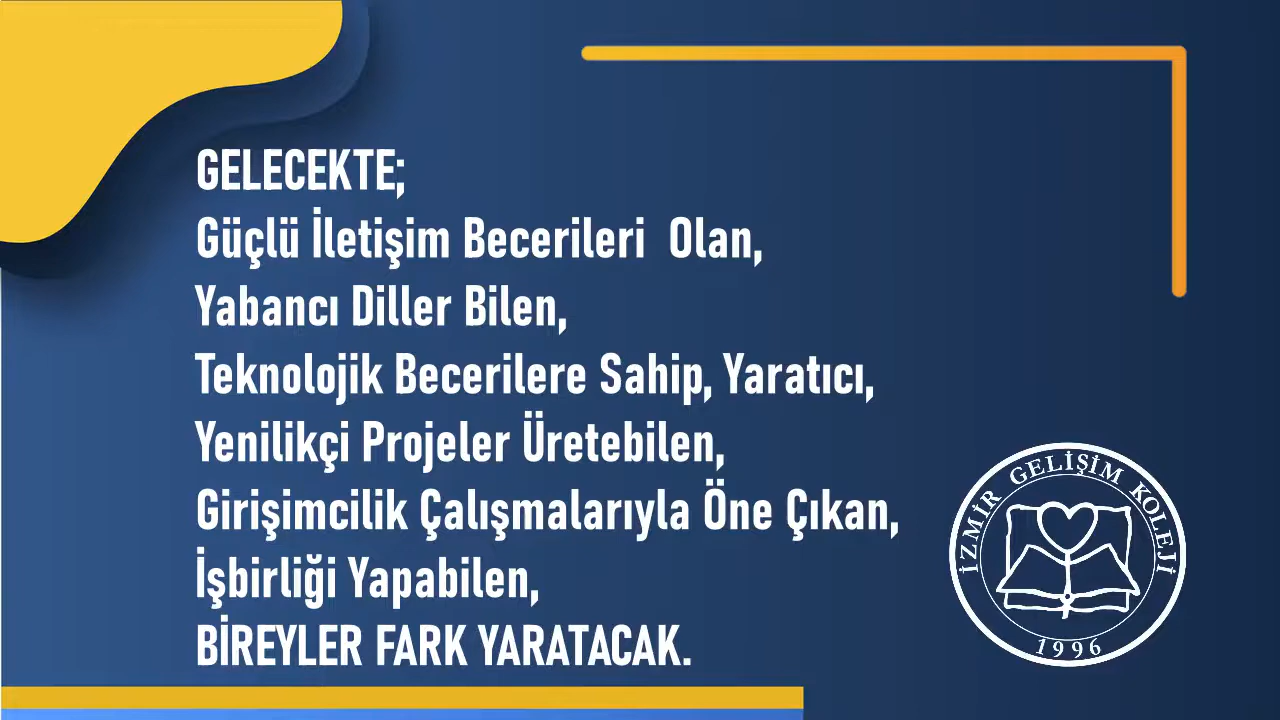 GELECEKTE;
Güçlü İletişim Becerileri  Olan,
Yabancı Diller Bilen,
Teknolojik Becerilere Sahip, Yaratıcı,
Yenilikçi Projeler Üretebilen,
Girişimcilik Çalışmalarıyla Öne Çıkan,
İşbirliği Yapabilen,
BİREYLER FARK YARATACAK.
İZMİR GELİŞİM KOLEJİ
1996